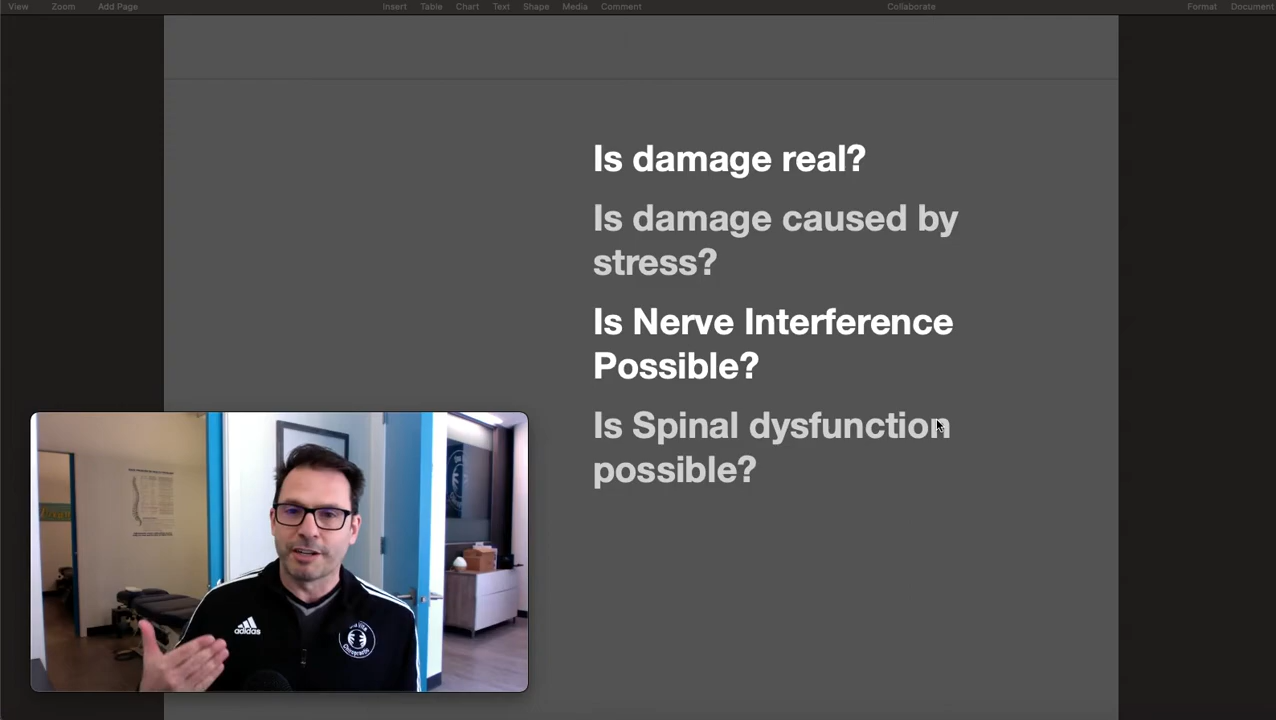 View Zoom Add Page Insert Table Chart Text Shape Media Comment Collaborate Format Document
Is damage real?
Is damage caused by
stress?
Is Nerve Interference
Possible?
Is Spinal dysfunction
possible?
adidas
Chiropractic